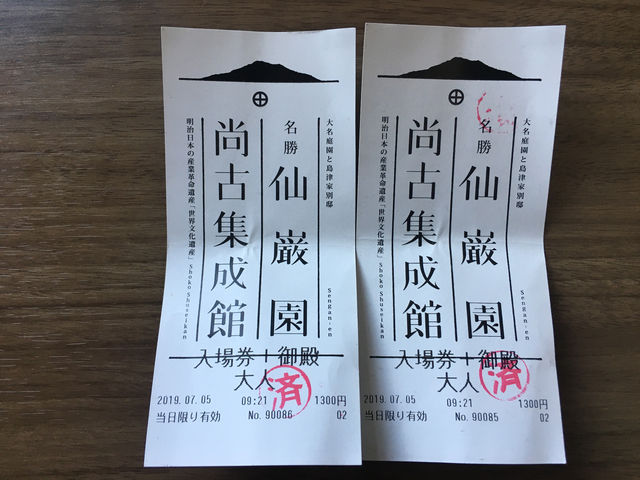 大名庭園と島津家別邸 Sengan-en
名勝 仙巌園
尚古集成館
明治日本の産業革命遺産「世界文化遺産」 Shoko Shuseikan
入場券+御殿
大人
済
2019.07.05 09:21 1300円
当日限り有効 No. 90086 02
大名庭園と島津家別邸 Sengan-en
名勝 仙巌園
尚古集成館
明治日本の産業革命遺産「世界文化遺産」 Shoko Shuseikan
入場券+御殿
大人
済
2019.07.05 09:21 1300円
当日限り有効 No. 90085 02